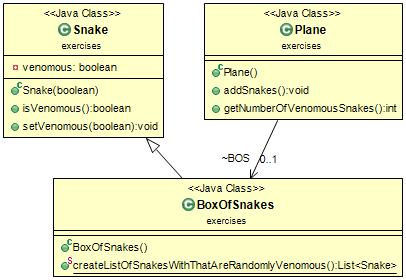 <<Java Class>>
Snake
exercises
venomous: boolean
Snake(boolean)
isVenomous():boolean
setVenomous(boolean):void
<<Java Class>>
Plane
exercises
Plane()
addSnakes():void
getNumberOfVenomousSnakes():int
~BOS 0..1
<<Java Class>>
BoxOfSnakes
exercises
BoxOfSnakes()
createListOfSnakesWithThatAreRandomlyVenomous():List<Snake>